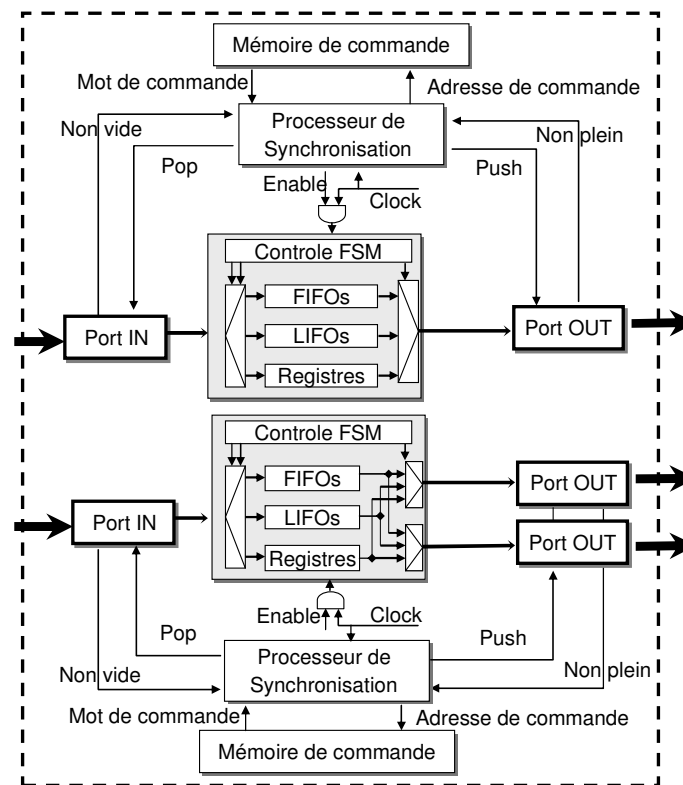 Mémoire de commande
Mot de commande
Adresse de commande
Processeur de
Synchronisation
Non vide
Non plein
Pop
Push
Enable
Clock
Controle FSM
FIFOs
LIFOs
Registres
Port IN
Port OUT
Controle FSM
FIFOs
LIFOs
Registres
Port IN
Port OUT
Port OUT
Enable
Clock
Pop
Push
Processeur de
Synchronisation
Non vide
Non plein
Mot de commande
Adresse de commande
Mémoire de commande